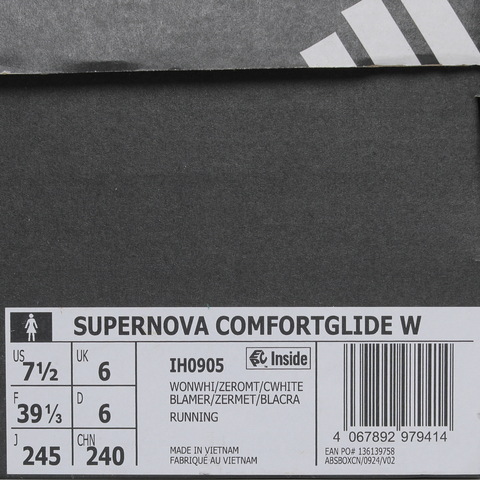 SUPERNOVA COMFORTGLIDE W
US 7½ UK 6
F 39⅓ D 6
J 245 CHN 240
IH0905 Inside
WONWHI/ZEROMT/CWHITE
BLAMER/ZERMET/BLACRA
RUNNING
MADE IN VIETNAM
FABRIQUÉ AU VIETNAM
4 067892 979414
EAN PO# 136139758
ABSBOXCN/0924/V02